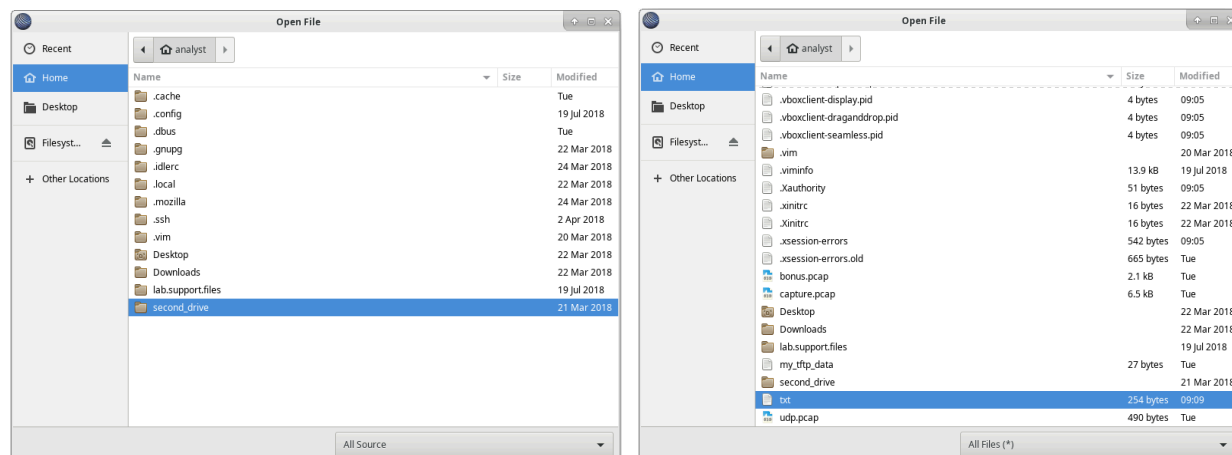 Open File
Recent
Home
Desktop
Filesyst...
+ Other Locations
analyst
Name Size Modified
.cache Tue
.config 19 Jul 2018
.dbus Tue
.gnupg 22 Mar 2018
.idlerc 24 Mar 2018
.local 22 Mar 2018
.mozilla 24 Mar 2018
.ssh 2 Apr 2018
.vim 20 Mar 2018
Desktop 22 Mar 2018
Downloads 22 Mar 2018
lab.support.files 19 Jul 2018
second_drive 21 Mar 2018
All Source
Open File
Recent
Home
Desktop
Filesyst...
+ Other Locations
analyst
Name Size Modified
.vboxclient-display.pid 4 bytes 09:05
.vboxclient-draganddrop.pid 4 bytes 09:05
.vboxclient-seamless.pid 4 bytes 09:05
.vim 20 Mar 2018
.viminfo 13.9 kB 19 Jul 2018
.Xauthority 51 bytes 09:05
.xinitrc 16 bytes 22 Mar 2018
.Xinitrc 16 bytes 22 Mar 2018
.xsession-errors 542 bytes 09:05
.xsession-errors.old 665 bytes Tue
bonus.pcap 2.1 kB Tue
capture.pcap 6.5 kB Tue
Desktop 22 Mar 2018
Downloads 22 Mar 2018
lab.support.files 19 Jul 2018
my_tftp_data 27 bytes Tue
second_drive 21 Mar 2018
txt 254 bytes 09:09
udp.pcap 490 bytes Tue
All Files (*)